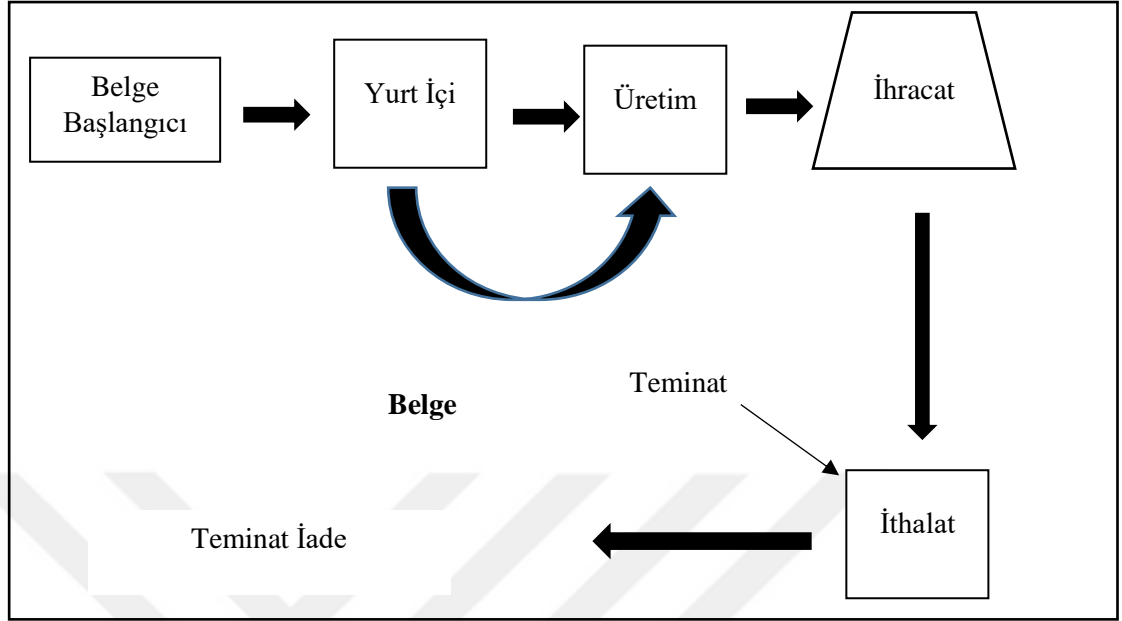 Belge
Başlangıcı
Yurt İçi
Üretim
İhracat
Teminat
Belge
İthalat
Teminat İade